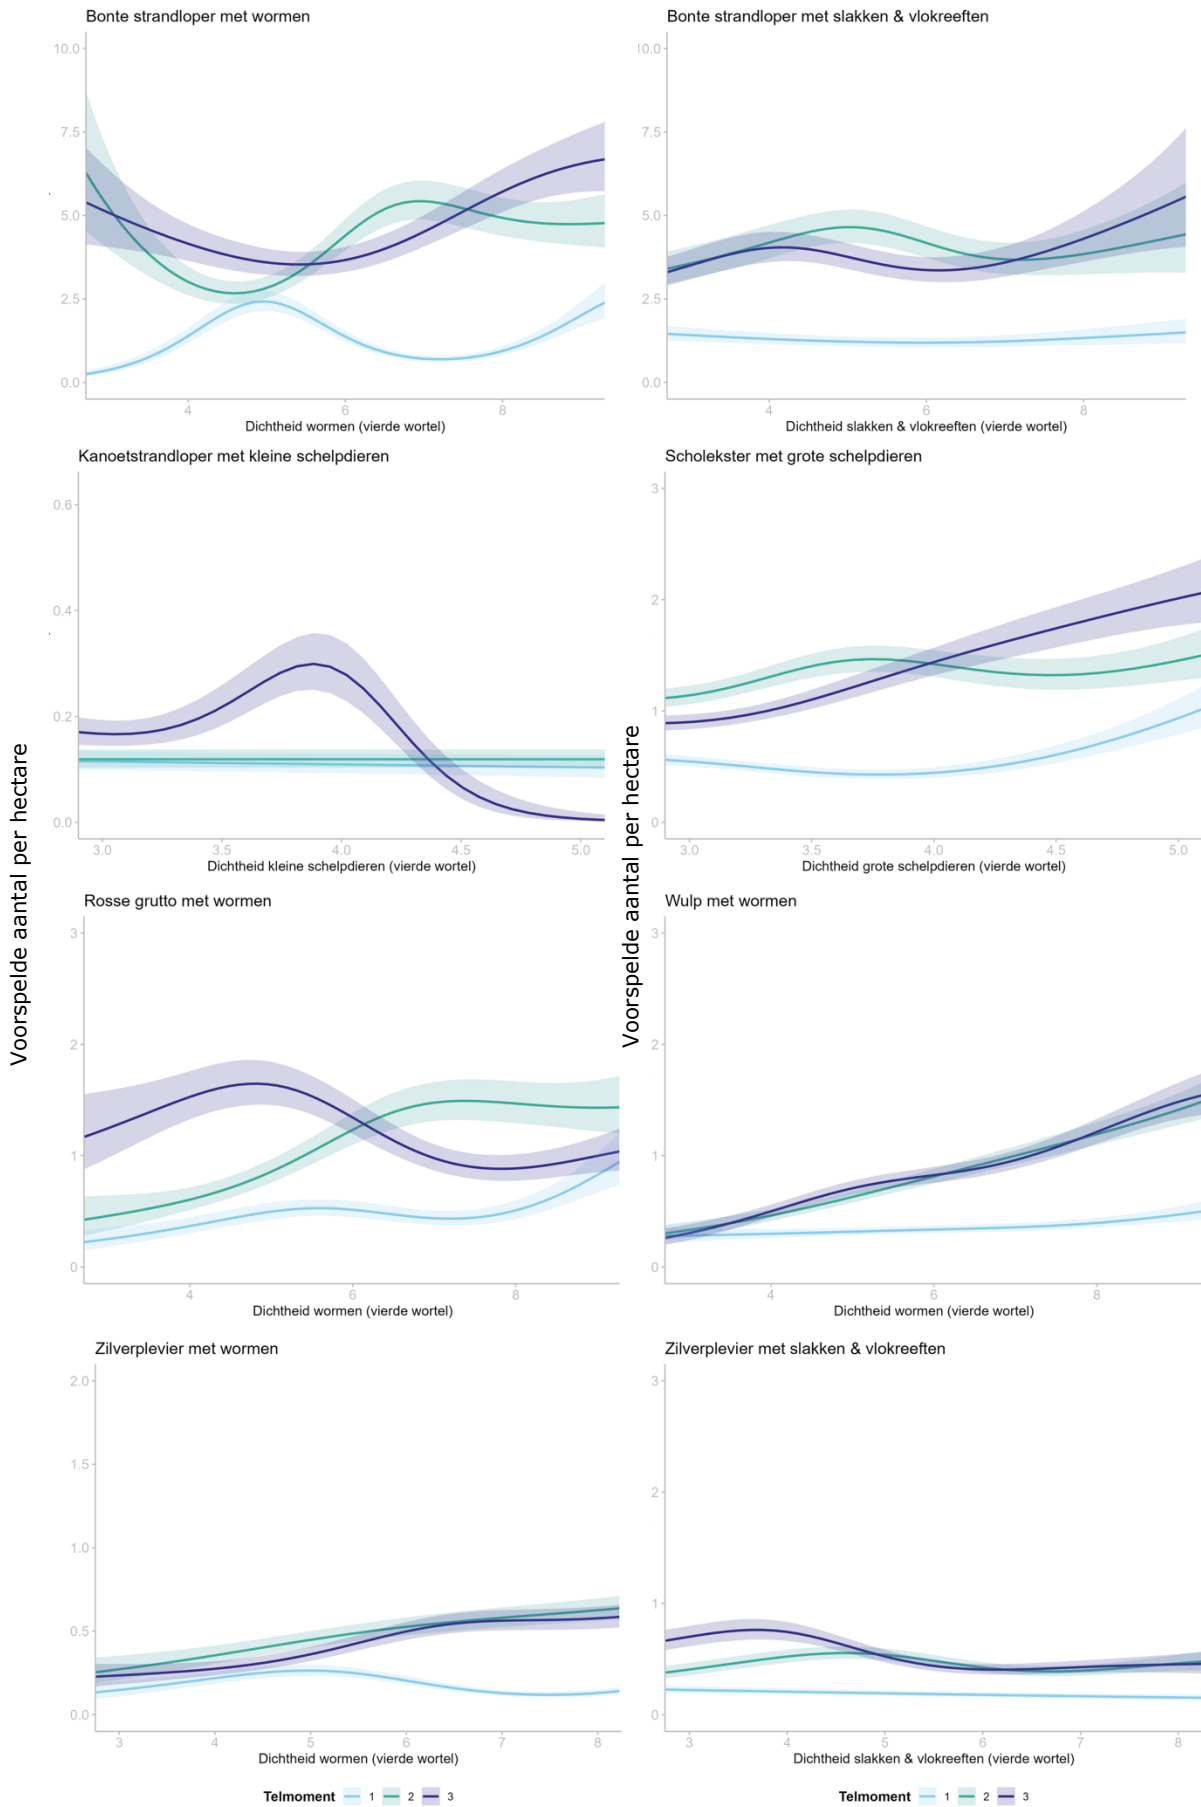 Bonte strandloper met wormen
10.0
7.5
5.0
2.5
0.0
4 6 8
Dichtheid wormen (vierde wortel)
Bonte strandloper met slakken & vlokreeften
10.0
7.5
5.0
2.5
0.0
4 6 8
Dichtheid slakken & vlokreeften (vierde wortel)
Kanoetstrandloper met kleine schelpdieren
0.6
0.4
0.2
0.0
3.0 3.5 4.0 4.5 5.0
Dichtheid kleine schelpdieren (vierde wortel)
Scholekster met grote schelpdieren
3
2
1
0
3.0 3.5 4.0 4.5 5.0
Dichtheid grote schelpdieren (vierde wortel)
Voorspelde aantal per hectare
Voorspelde aantal per hectare
Rosse grutto met wormen
3
2
1
0
4 6 8
Dichtheid wormen (vierde wortel)
Wulp met wormen
3
2
1
0
4 6 8
Dichtheid wormen (vierde wortel)
Zilverplevier met wormen
2.0
1.5
1.0
0.5
0.0
3 4 5 6 7 8
Dichtheid wormen (vierde wortel)
Zilverplevier met slakken & vlokreeften
3
2
1
0
3 4 5 6 7 8
Dichtheid slakken & vlokreeften (vierde wortel)
Telmoment 1 2 3
Telmoment 1 2 3